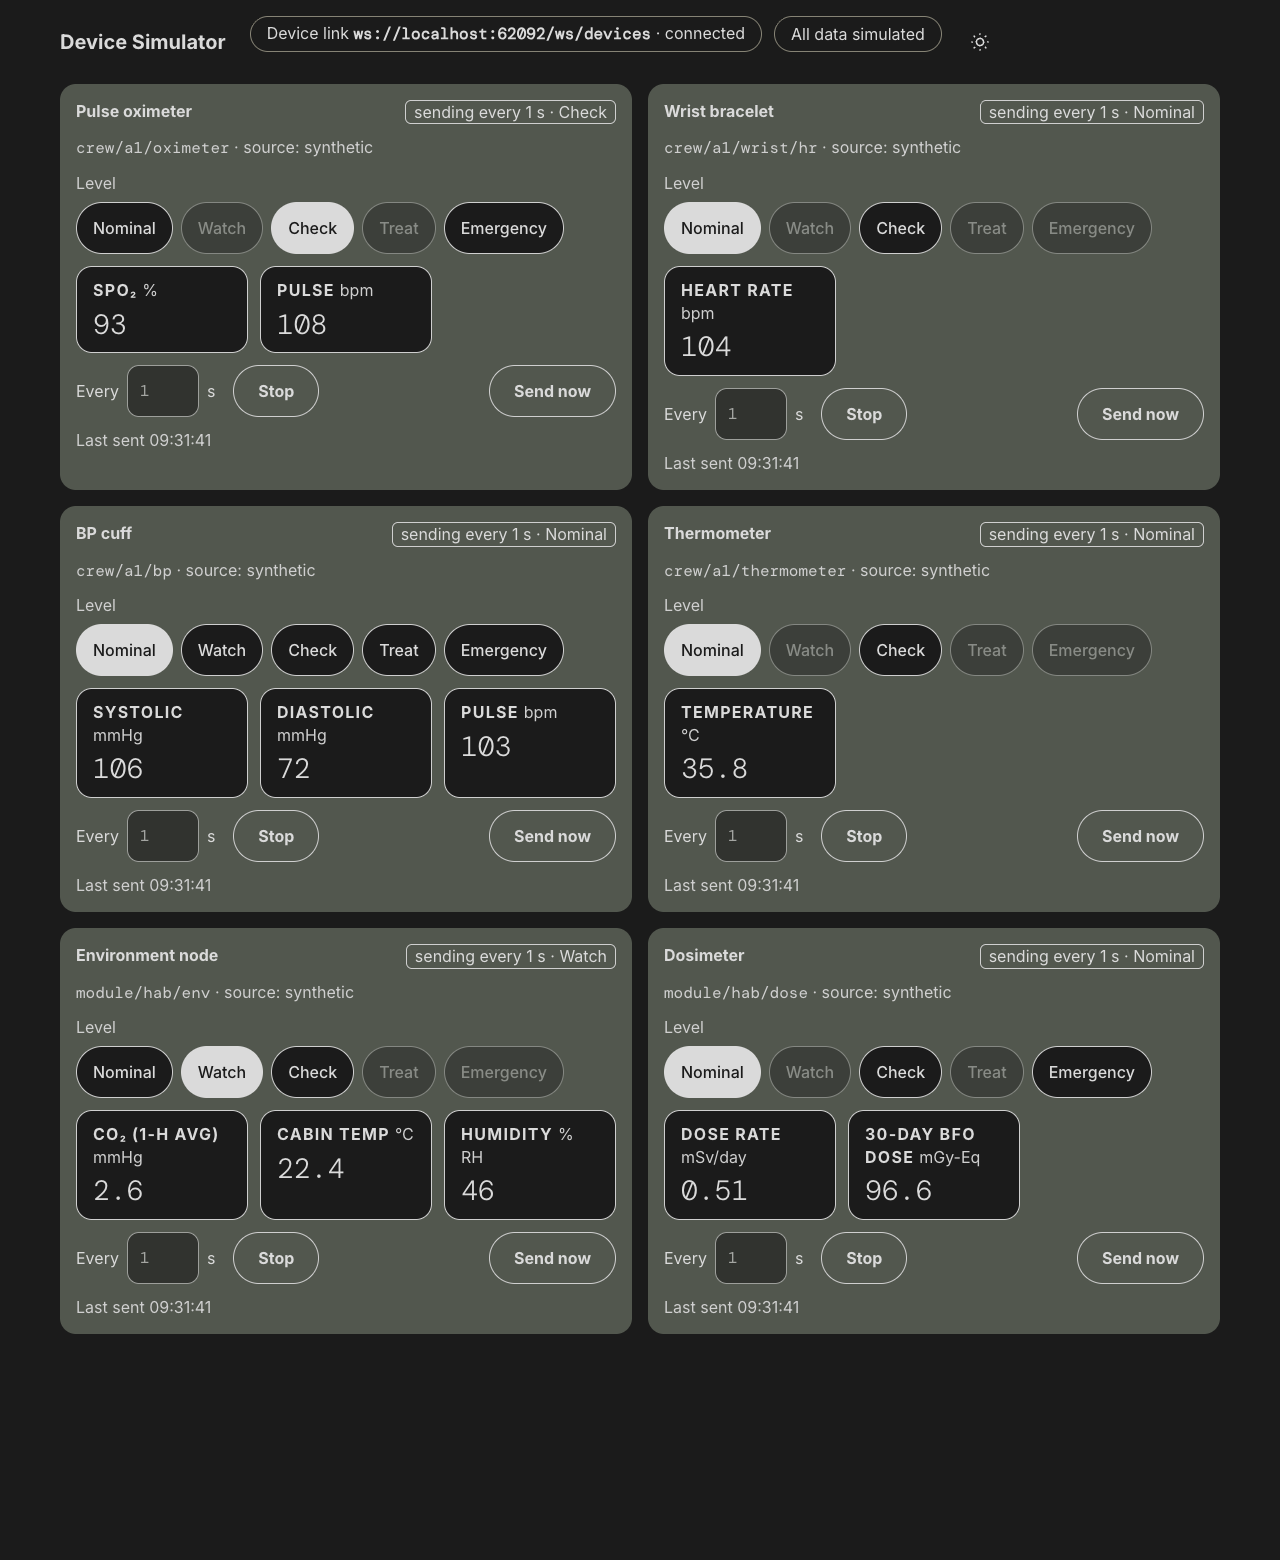 Device Simulator
Device link ws://localhost:62092/ws/devices · connected
All data simulated
Pulse oximeter
sending every 1 s · Check
crew/a1/oximeter · source: synthetic
Level
Nominal
Watch
Check
Treat
Emergency
SPO₂ %
93
PULSE bpm
108
Every
1
s
Stop
Send now
Last sent 09:31:41
Wrist bracelet
sending every 1 s · Nominal
crew/a1/wrist/hr · source: synthetic
Level
Nominal
Watch
Check
Treat
Emergency
HEART RATE
bpm
104
Every
1
s
Stop
Send now
Last sent 09:31:41
BP cuff
sending every 1 s · Nominal
crew/a1/bp · source: synthetic
Level
Nominal
Watch
Check
Treat
Emergency
SYSTOLIC
mmHg
106
DIASTOLIC
mmHg
72
PULSE bpm
103
Every
1
s
Stop
Send now
Last sent 09:31:41
Thermometer
sending every 1 s · Nominal
crew/a1/thermometer · source: synthetic
Level
Nominal
Watch
Check
Treat
Emergency
TEMPERATURE
°C
35.8
Every
1
s
Stop
Send now
Last sent 09:31:41
Environment node
sending every 1 s · Watch
module/hab/env · source: synthetic
Level
Nominal
Watch
Check
Treat
Emergency
CO₂ (1-H AVG)
mmHg
2.6
CABIN TEMP °C
22.4
HUMIDITY %
RH
46
Every
1
s
Stop
Send now
Last sent 09:31:41
Dosimeter
sending every 1 s · Nominal
module/hab/dose · source: synthetic
Level
Nominal
Watch
Check
Treat
Emergency
DOSE RATE
mSv/day
0.51
30-DAY BFO
DOSE mGy-Eq
96.6
Every
1
s
Stop
Send now
Last sent 09:31:41